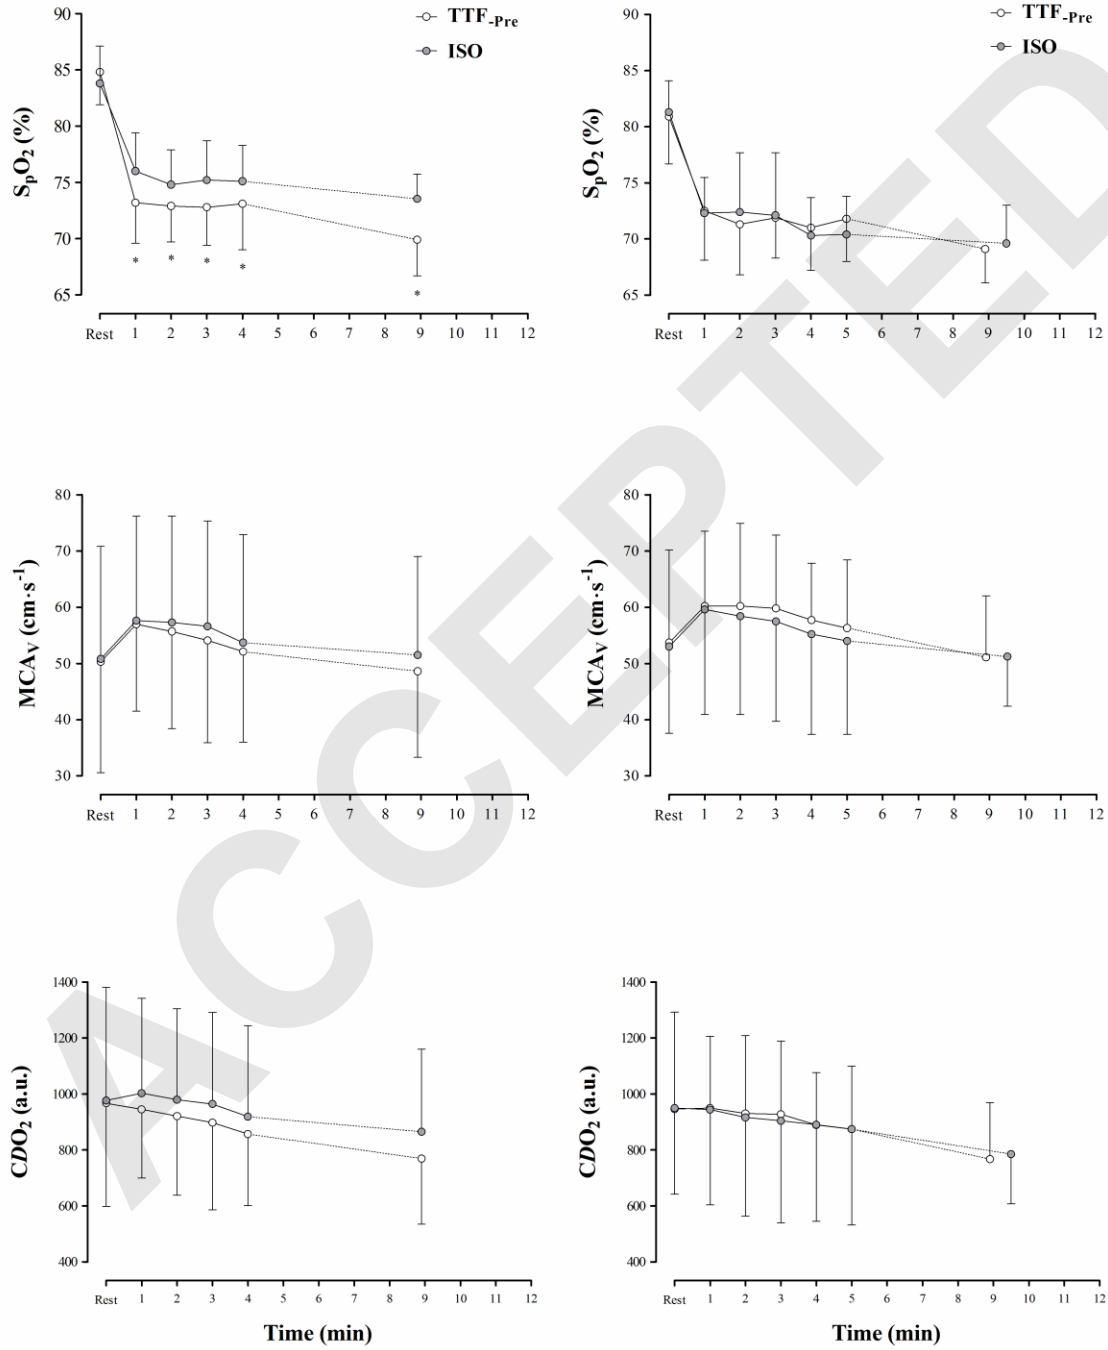 TTF-Pre
ISO
SpO2 (%)
90
85
80
75
70
65
Rest 1 2 3 4 5 6 7 8 9 10 11 12
* * * * *
TTF-Pre
ISO
SpO2 (%)
90
85
80
75
70
65
Rest 1 2 3 4 5 6 7 8 9 10 11 12
MCAV (cm·s-1)
80
70
60
50
40
30
Rest 1 2 3 4 5 6 7 8 9 10 11 12
MCAV (cm·s-1)
80
70
60
50
40
30
Rest 1 2 3 4 5 6 7 8 9 10 11 12
CDO2 (a.u.)
1400
1200
1000
800
600
400
Rest 1 2 3 4 5 6 7 8 9 10 11 12
Time (min)
CDO2 (a.u.)
1400
1200
1000
800
600
400
Rest 1 2 3 4 5 6 7 8 9 10 11 12
Time (min)
ACCEPTED